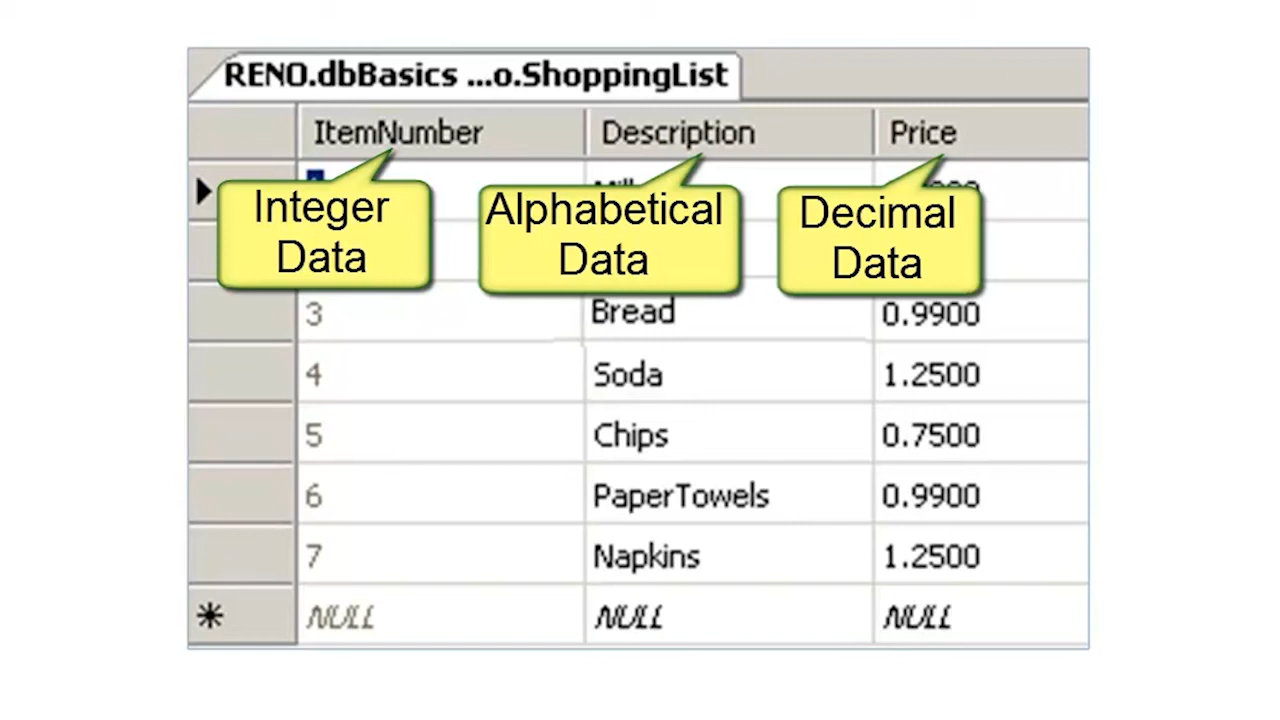 RENO.dbBasics ...o.ShoppingList
ItemNumber Description Price
Integer Data Alphabetical Data Decimal Data
3 Bread 0.9900
4 Soda 1.2500
5 Chips 0.7500
6 PaperTowels 0.9900
7 Napkins 1.2500
NULL NULL NULL